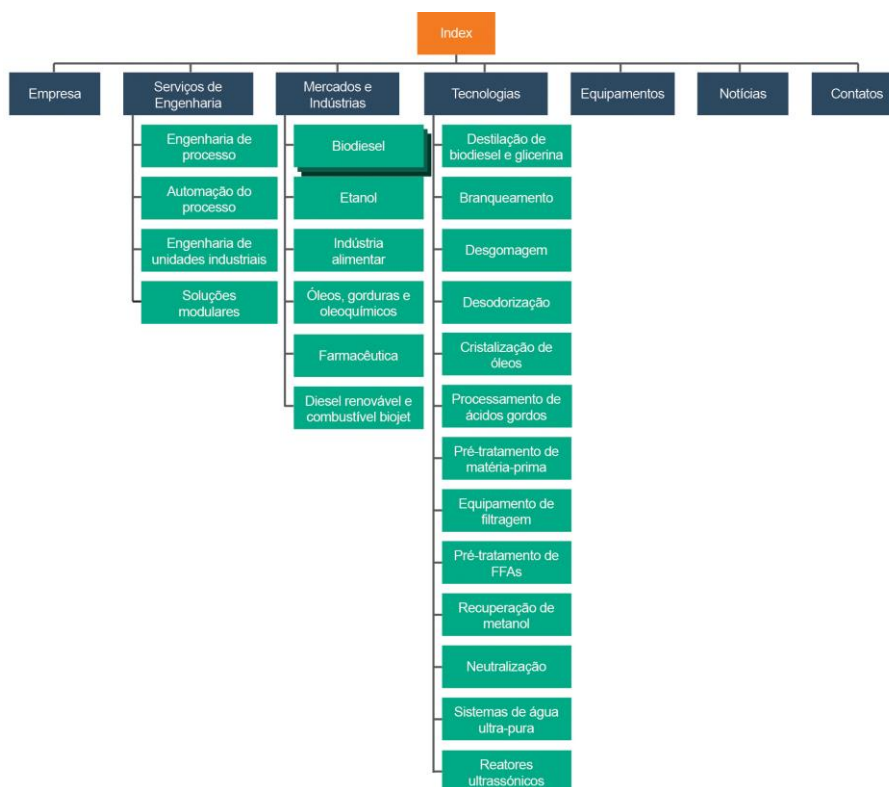 Index
Empresa
Serviços de
Engenharia
Mercados e
Indústrias
Tecnologias
Equipamentos
Notícias
Contatos
Engenharia de
processo
Automação do
processo
Engenharia de
unidades industriais
Soluções
modulares
Biodiesel
Etanol
Indústria
alimentar
Óleos, gorduras e
oleoquímicos
Farmacêutica
Diesel renovável e
combustível biojet
Destilação de
biodiesel e glicerina
Branqueamento
Desgomagem
Desodorização
Cristalização de
óleos
Processamento de
ácidos gordos
Pré-tratamento de
matéria-prima
Equipamento de
filtragem
Pré-tratamento de
FFAs
Recuperação de
metanol
Neutralização
Sistemas de água
ultra-pura
Reatores
ultrassónicos